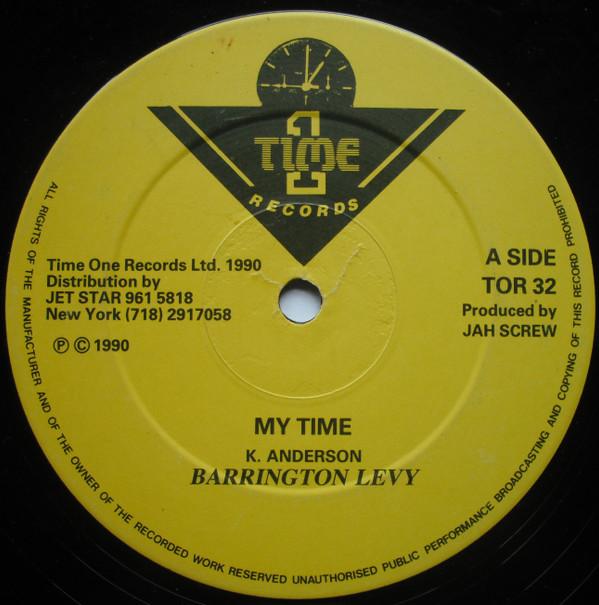 1
TIME
RECORDS
Time One Records Ltd. 1990
Distribution by
JET STAR 961 5818
New York (718) 2917058
Ⓟ © 1990
A SIDE
TOR 32
Produced by
JAH SCREW
MY TIME
K. ANDERSON
BARRINGTON LEVY
ALL RIGHTS OF THE MANUFACTURER AND OF THE OWNER OF THE RECORDED WORK RESERVED UNAUTHORISED PUBLIC PERFORMANCE BROADCASTING AND COPYING OF THIS RECORD PROHIBITED